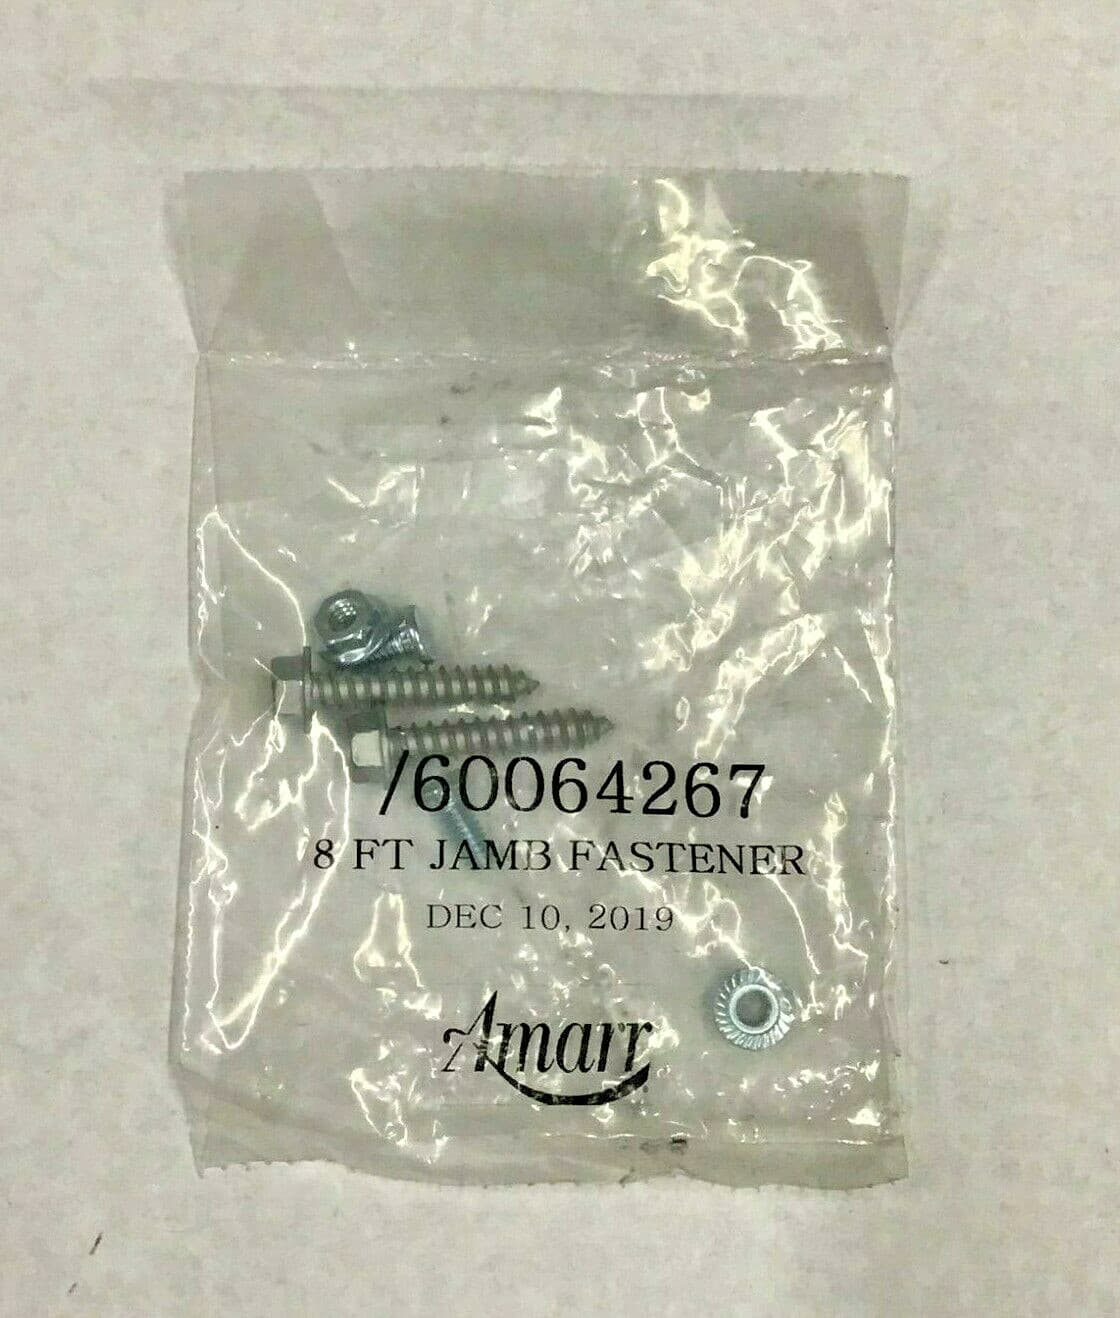 /60064267
8 FT JAMB FASTENER
DEC 10, 2019
Amarr